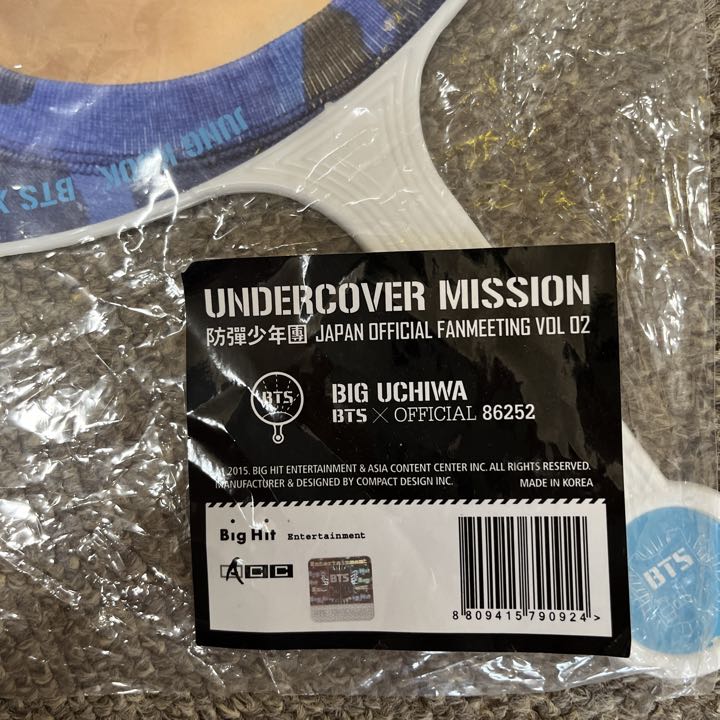 JUNG KOOK BTS X
UNDERCOVER MISSION
防彈少年團 JAPAN OFFICIAL FANMEETING VOL 02
BTS
BIG UCHIWA
BTS × OFFICIAL 86252
2015. BIG HIT ENTERTAINMENT & ASIA CONTENT CENTER INC. ALL RIGHTS RESERVED.
MANUFACTURER & DESIGNED BY COMPACT DESIGN INC. MADE IN KOREA
Big Hit Entertainment
ACC
BTS
8 809415 790924 >
BTS